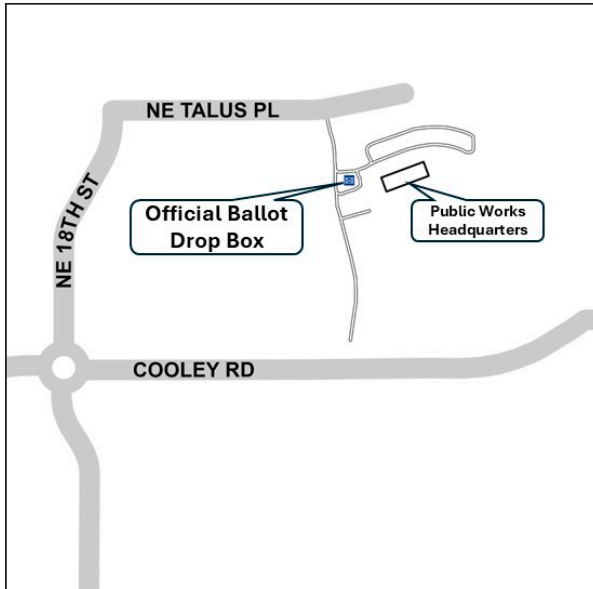 NE TALUS PL
NE 18TH ST
Official Ballot
Drop Box
Public Works
Headquarters
COOLEY RD